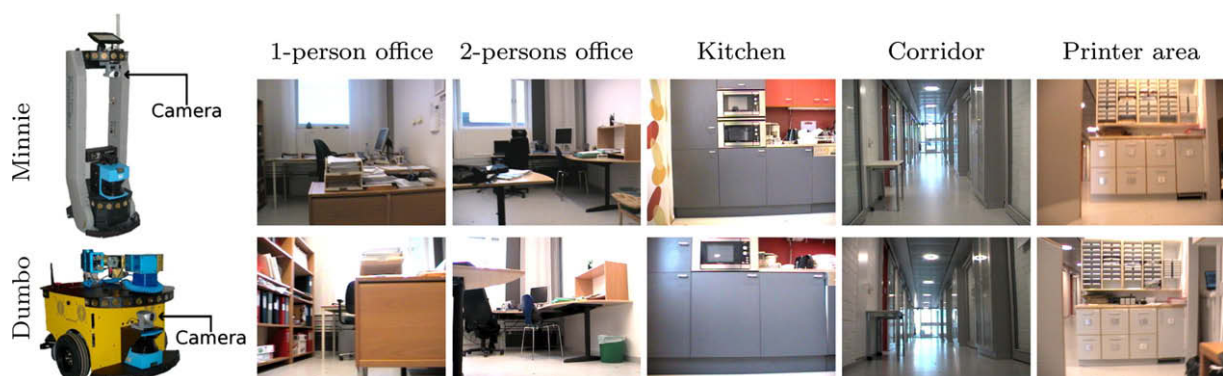 1-person office
2-persons office
Kitchen
Corridor
Printer area
Minnie
Camera
Dumbo
Camera